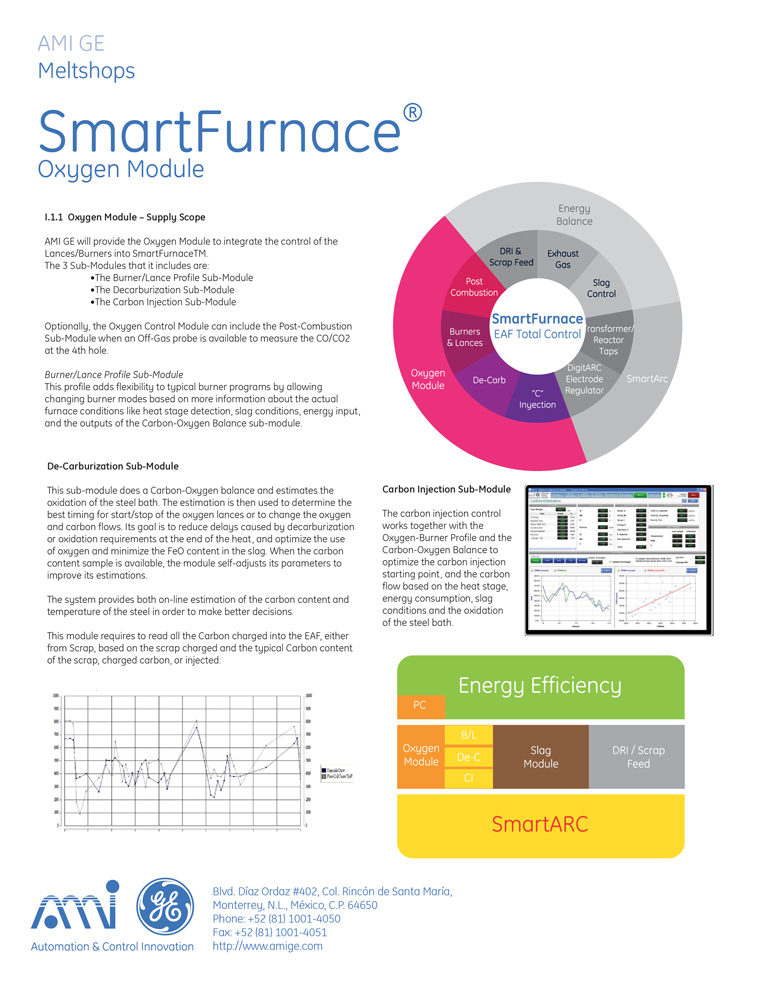 AMI GE
Meltshops
SmartFurnace®
Oxygen Module
I.1.1 Oxygen Module – Supply Scope
AMI GE will provide the Oxygen Module to integrate the control of the
Lances/Burners into SmartFurnaceTM.
The 3 Sub-Modules that it includes are:
•The Burner/Lance Profile Sub-Module
•The Decarburization Sub-Module
•The Carbon Injection Sub-Module
Optionally, the Oxygen Control Module can include the Post-Combustion
Sub-Module when an Off-Gas probe is available to measure the CO/CO2
at the 4th hole.
Burner/Lance Profile Sub-Module
This profile adds flexibility to typical burner programs by allowing
changing burner modes based on more information about the actual
furnace conditions like heat stage detection, slag conditions, energy input,
and the outputs of the Carbon-Oxygen Balance sub-module.
Energy
Balance
DRI &
Scrap Feed
Exhaust
Gas
Slag
Control
Post
Combustion
SmartFurnace
EAF Total Control
Transformer/
Reactor
Taps
Burners
& Lances
DigitARC
Electrode
Regulator
SmartArc
Oxygen
Module
De-Carb
"C"
Inyection
De-Carburization Sub-Module
This sub-module does a Carbon-Oxygen balance and estimates the
oxidation of steel bath. The estimation is then used to determine the
best timing for start/stop of the oxygen lances or to change the oxygen
and carbon flows. Its goal is to reduce delays caused by decarburization
or oxidation requirements at the end of the heat, and optimize the use
of oxygen and minimize the FeO content in the slag. When the carbon
content sample is available, the module self-adjusts its parameters to
improve its estimations.
The system provides both on-line estimation of the carbon content and
temperature of the steel in order to make better decisions.
This module requires to read all the Carbon charged into the EAF, either
from Scrap, based on the scrap charged and the typical Carbon content
of the scrap, charged carbon, or injected.
Carbon Injection Sub-Module
The carbon injection control
works together with the
Oxygen-Burner Profile and the
Carbon-Oxygen Balance to
optimize the carbon injection
starting point, and the carbon
flow based on the heat stage,
energy consumption, slag
conditions and the oxidation
of the steel bath.
Energy Efficiency
PC
Oxygen
Module
B/L
De-C
CI
Slag
Module
DRI / Scrap
Feed
SmartARC
AMI
GE
Automation & Control Innovation
Blvd. Díaz Ordaz #402, Col. Rincón de Santa María,
Monterrey, N.L., México, C.P. 64650
Phone: +52 (81) 1001-4050
Fax: +52 (81) 1001-4051
http://www.amige.com